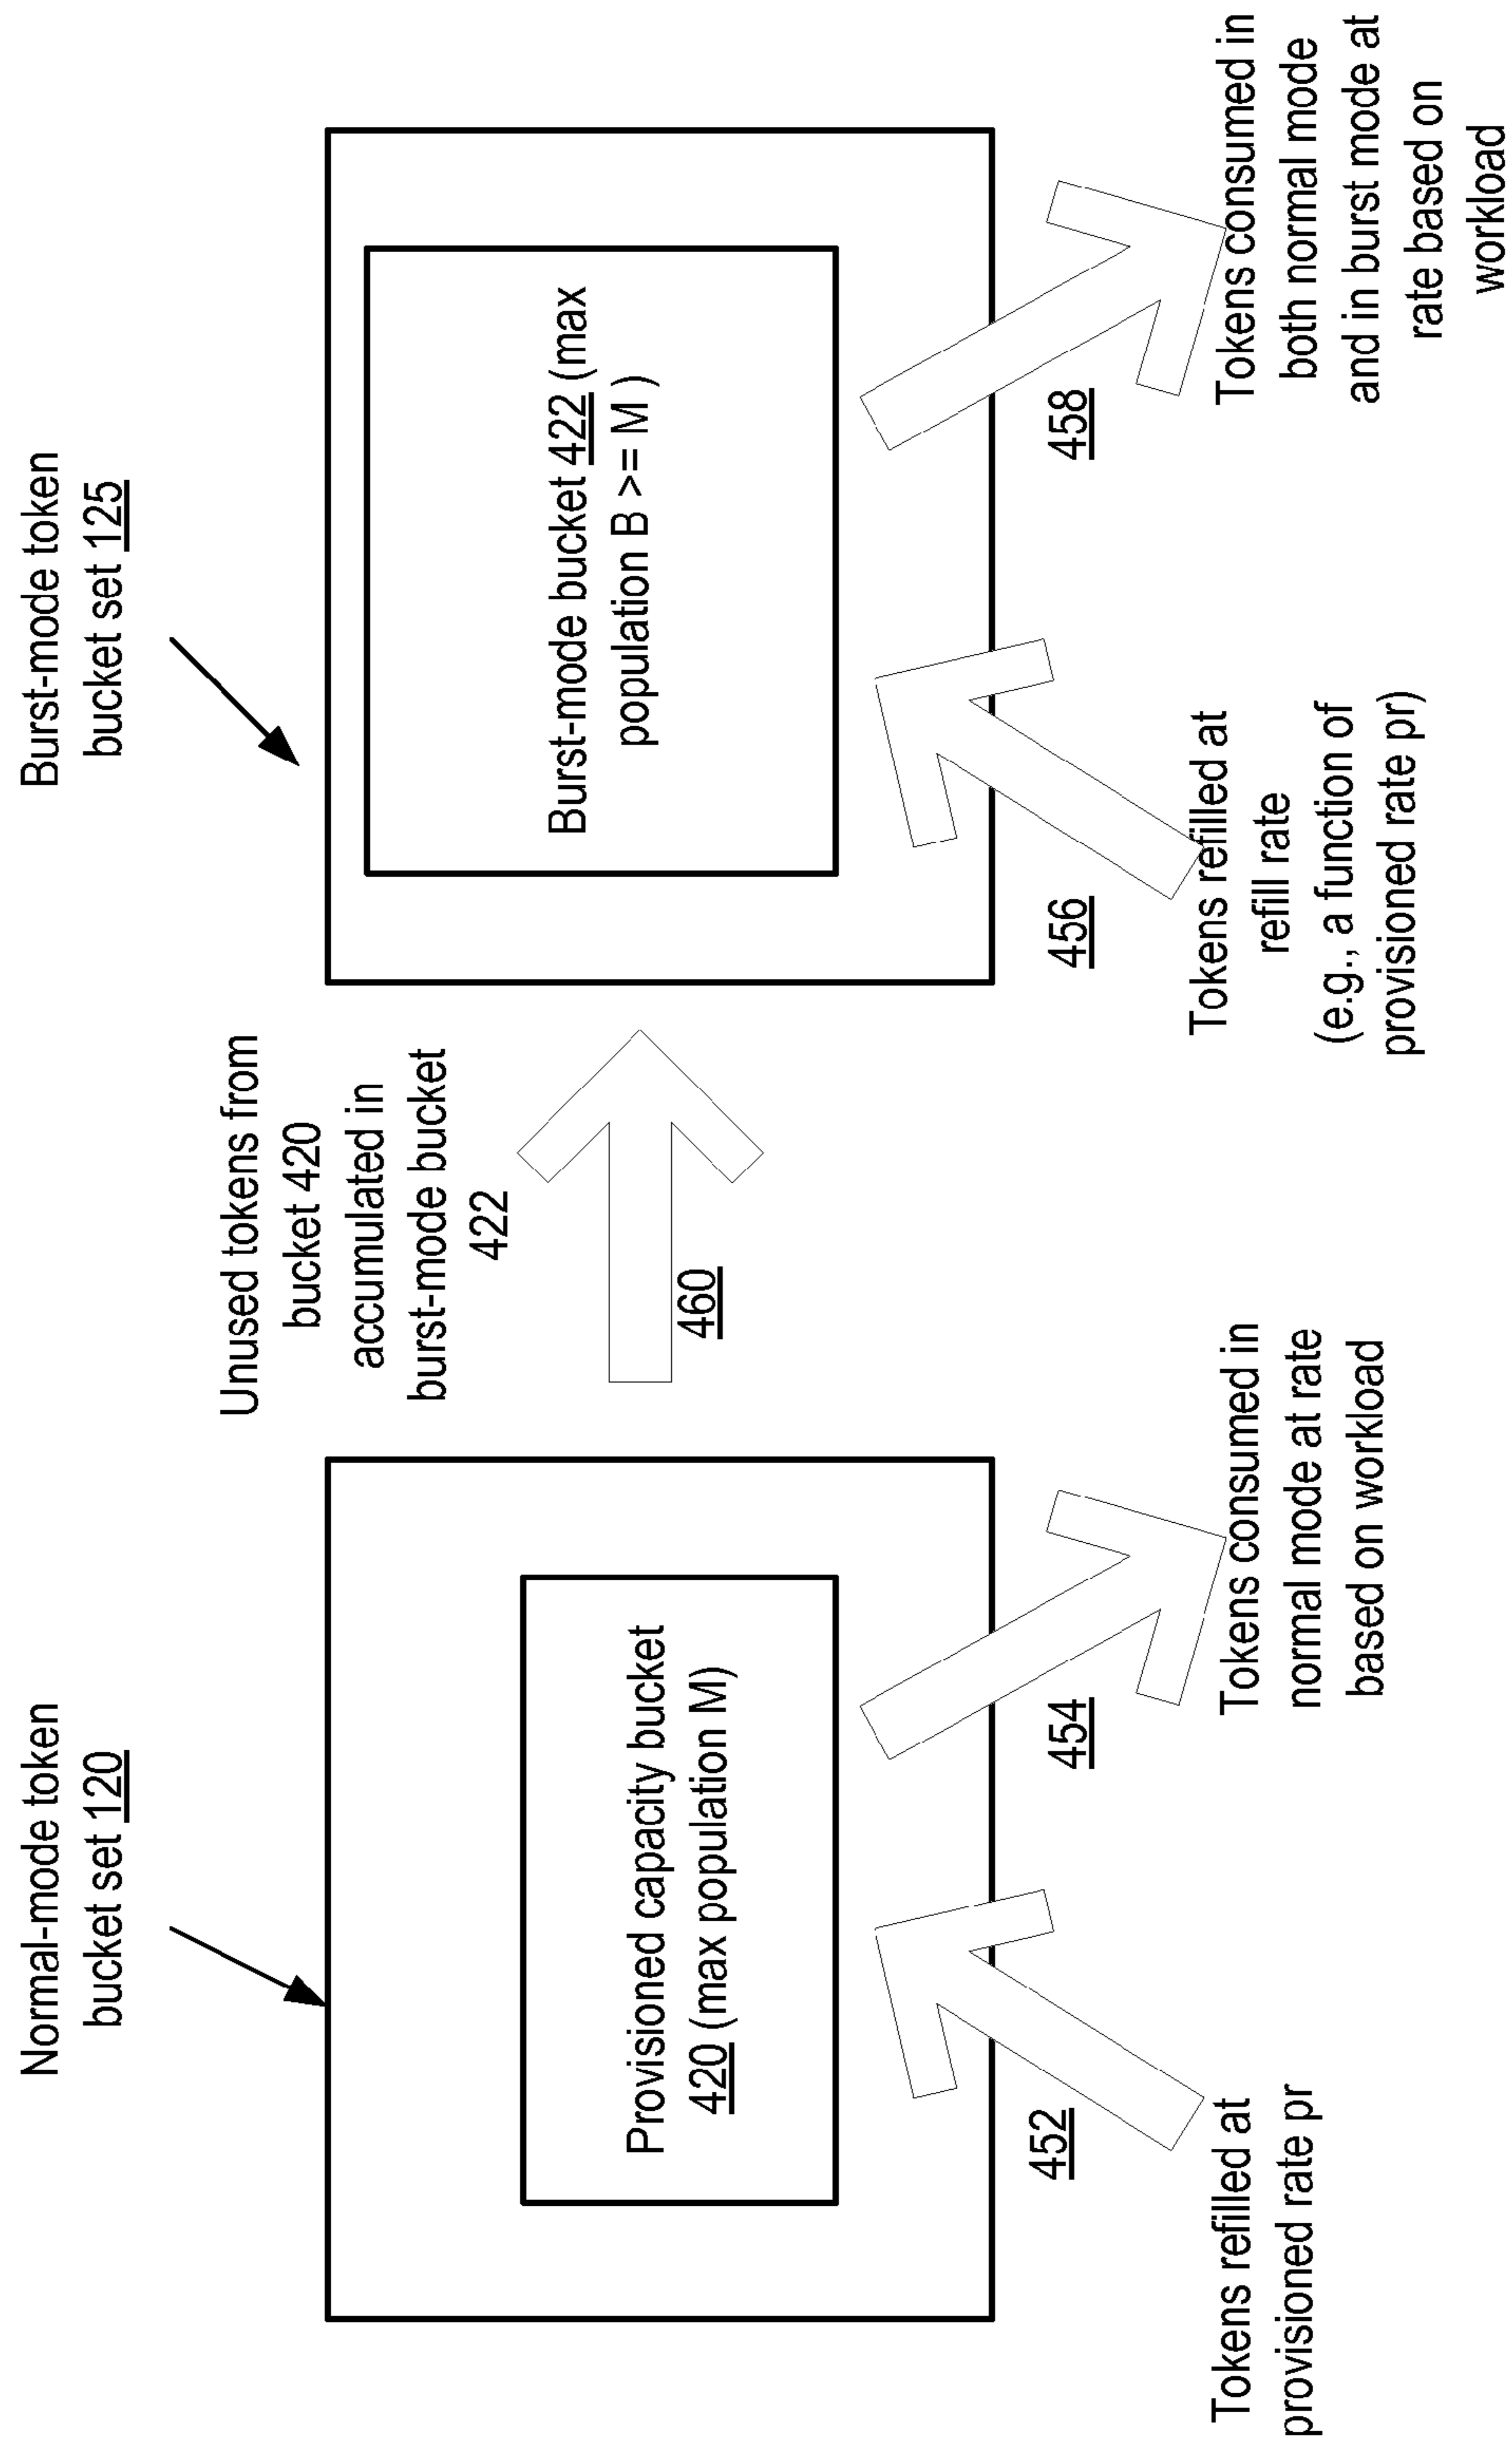 Normal-mode token
bucket set 120
Burst-mode token
bucket set 125
Unused tokens from
bucket 420
accumulated in
burst-mode bucket
422
Provisioned capacity bucket
420 (max population M)
Burst-mode bucket 422 (max
population B >= M )
460
452
454
456
458
Tokens refilled at
provisioned rate pr
Tokens consumed in
normal mode at rate
based on workload
Tokens refilled at
refill rate
(e.g., a function of
provisioned rate pr)
Tokens consumed in
both normal mode
and in burst mode at
rate based on
workload